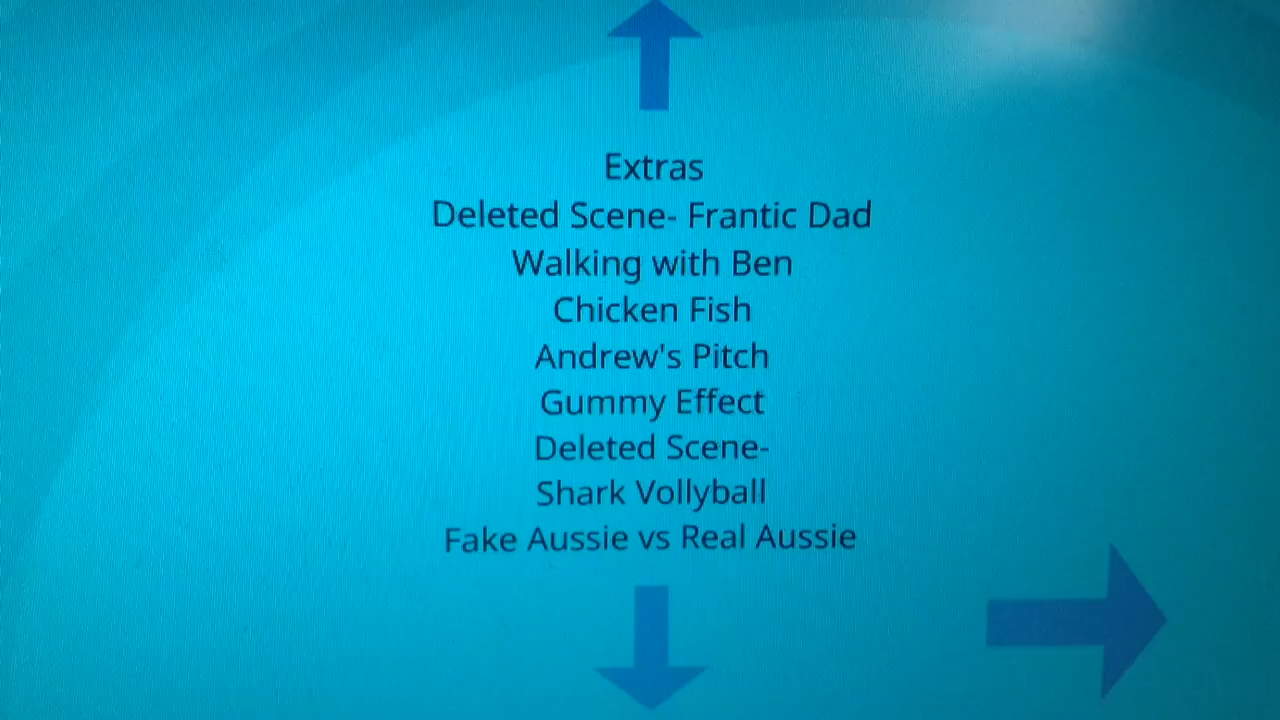 Extras
Deleted Scene- Frantic Dad
Walking with Ben
Chicken Fish
Andrew's Pitch
Gummy Effect
Deleted Scene-
Shark Vollyball
Fake Aussie vs Real Aussie